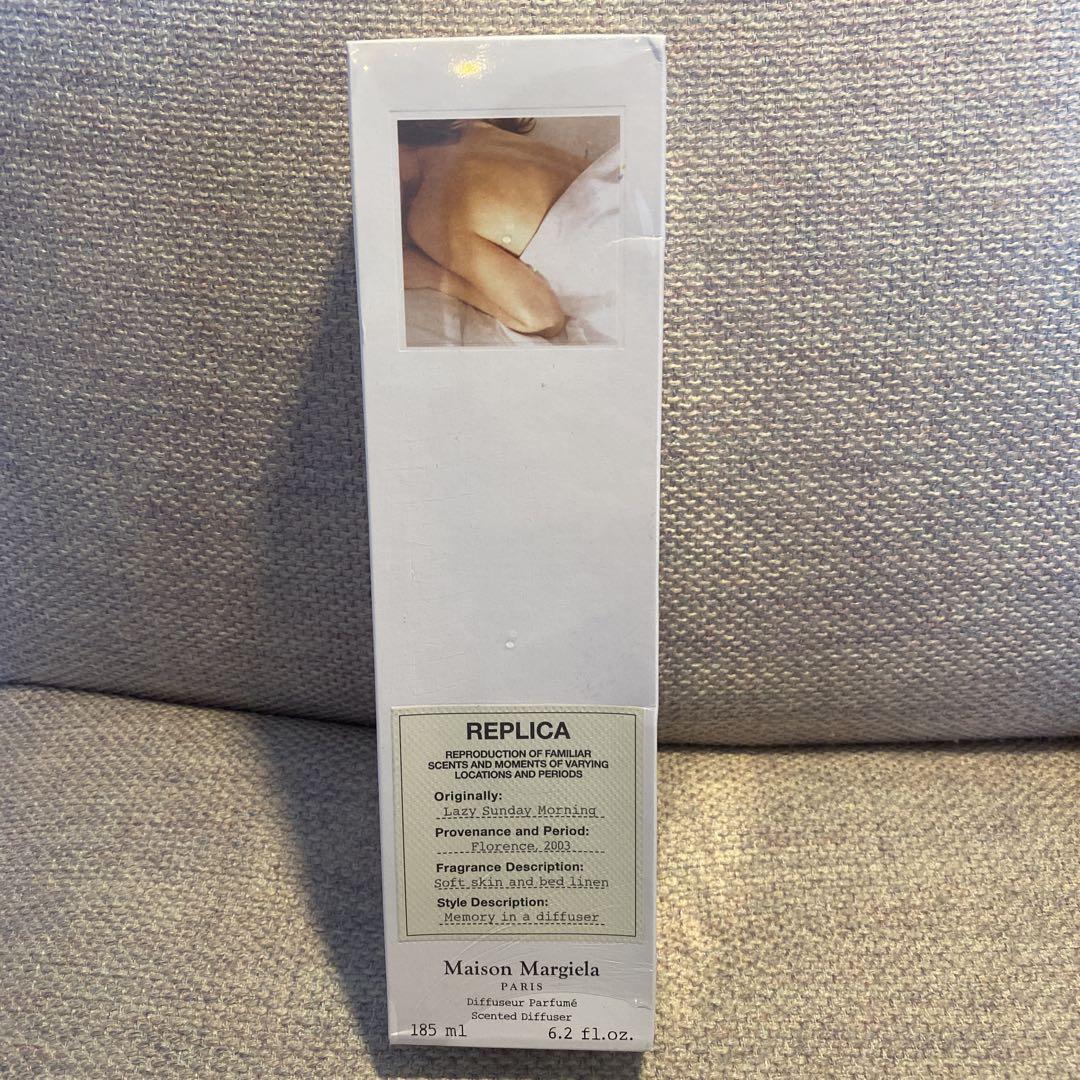 REPLICA
REPRODUCTION OF FAMILIAR
SCENTS AND MOMENTS OF VARYING
LOCATIONS AND PERIODS
Originally:
Lazy Sunday Morning
Provenance and Period:
Florence, 2003
Fragrance Description:
Soft skin and bed linen
Style Description:
Memory in a diffuser
Maison Margiela
PARIS
Diffuseur Parfumé
Scented Diffuser
185 ml 6.2 fl.oz.